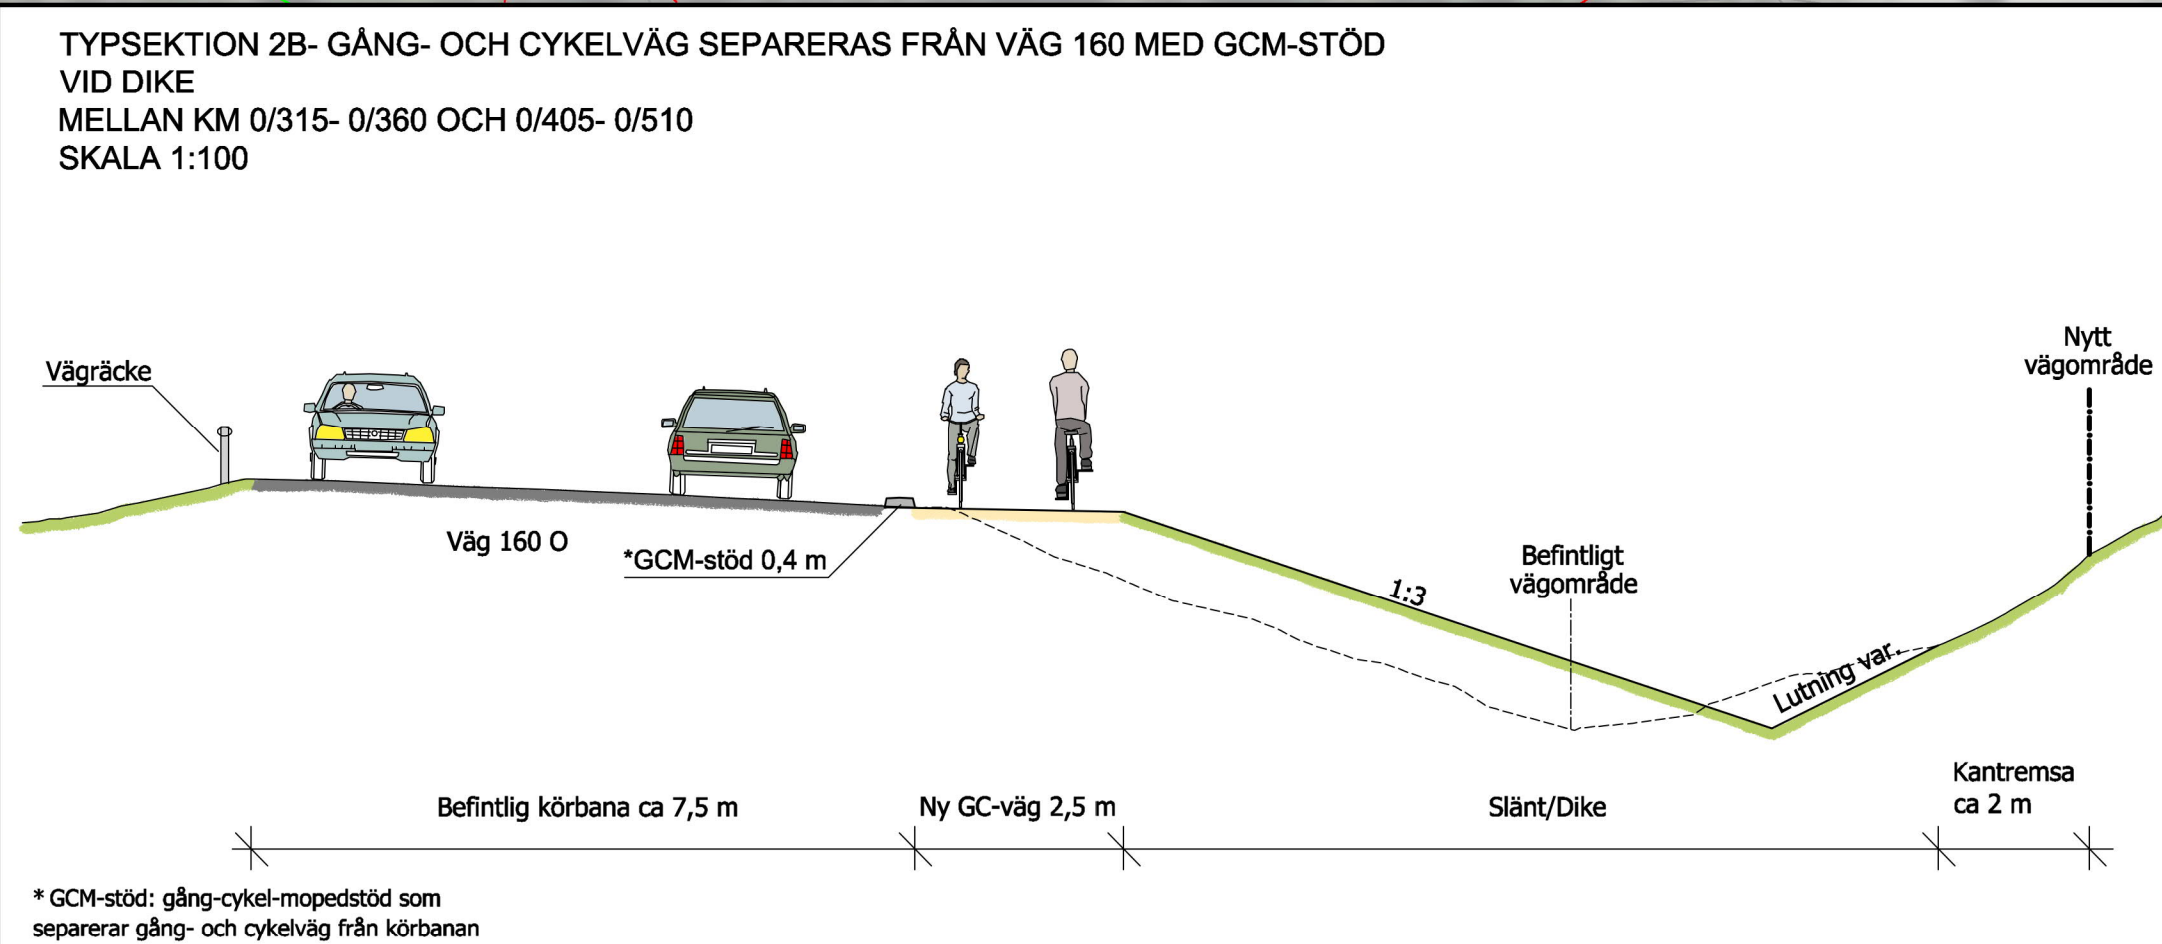 TYPSEKTION 2B- GÅNG- OCH CYKELVÄG SEPARERAS FRÅN VÄG 160 MED GCM-STÖD
VID DIKE
MELLAN KM 0/315- 0/360 OCH 0/405- 0/510
SKALA 1:100
Nytt
vägområde
Vägräcke
Väg 160 O
*GCM-stöd 0,4 m
Befintligt
vägområde
1:3
Lutning var.
Befintlig körbana ca 7,5 m
Ny GC-väg 2,5 m
Slänt/Dike
Kantremsa
ca 2 m
* GCM-stöd: gång-cykel-mopedstöd som
separerar gång- och cykelväg från körbanan